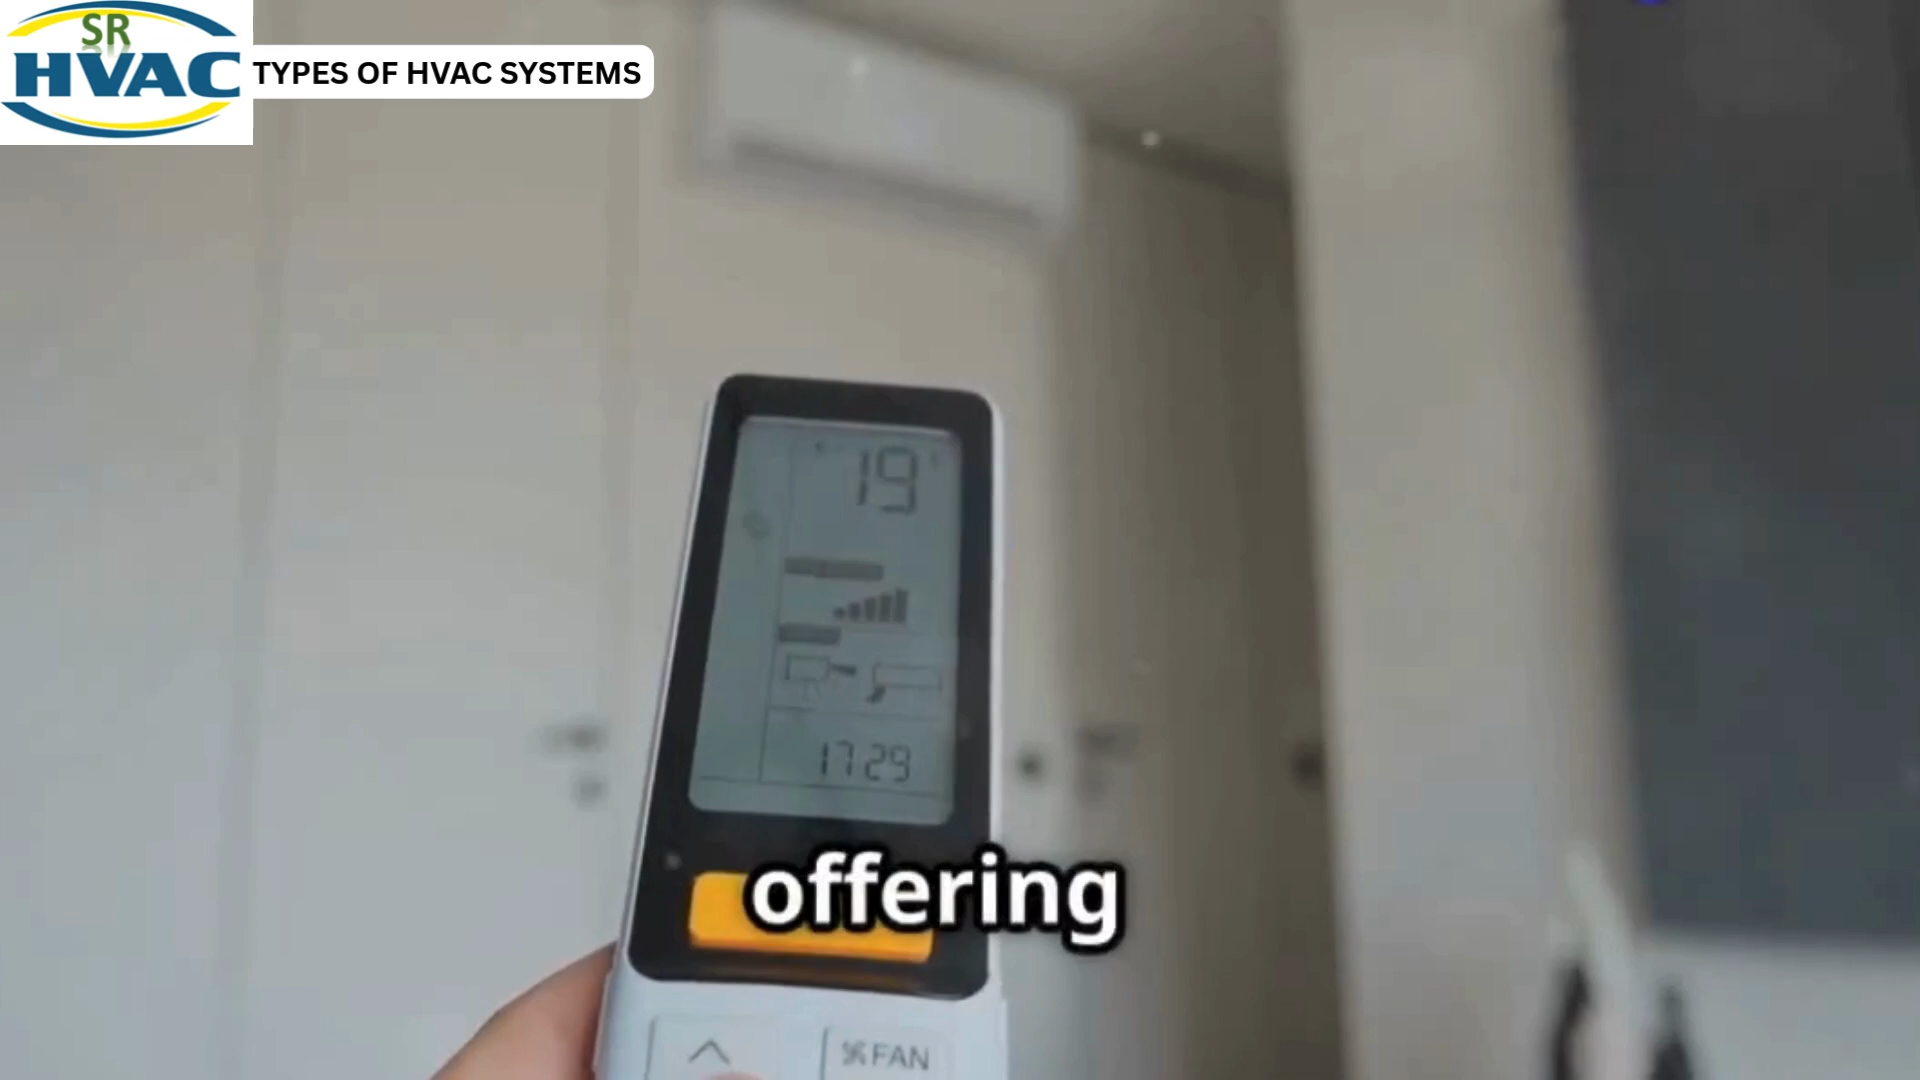 SR
HVAC
TYPES OF HVAC SYSTEMS
19
17 29
offering
FAN